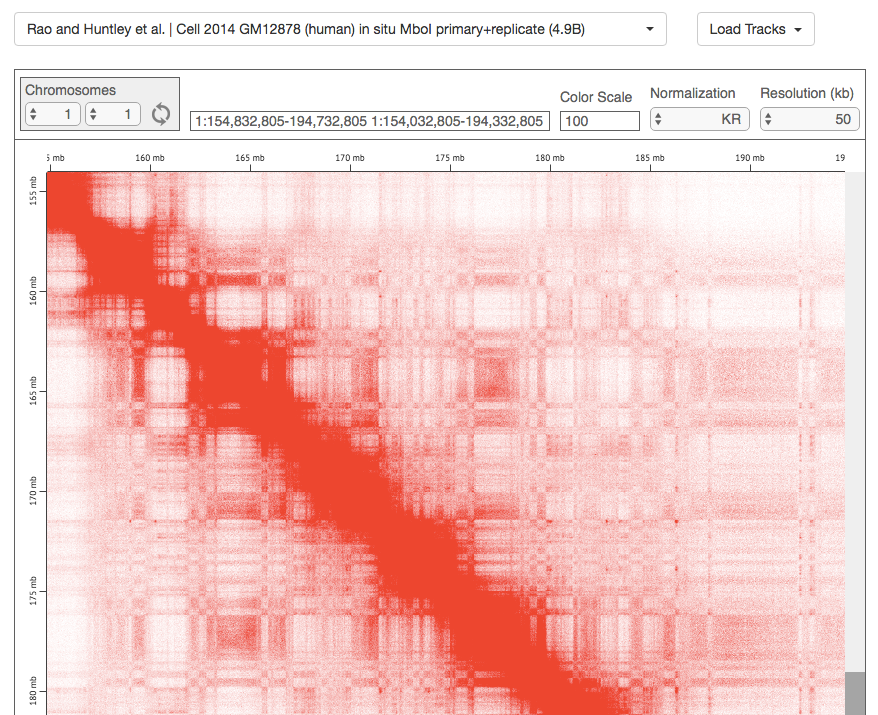 Rao and Huntley et al. | Cell 2014 GM12878 (human) in situ MboI primary+replicate (4.9B)
Load Tracks
Chromosomes
1 1
1:154,832,805-194,732,805 1:154,032,805-194,332,805
Color Scale
100
Normalization
KR
Resolution (kb)
50
5 mb 160 mb 165 mb 170 mb 175 mb 180 mb 185 mb 190 mb 19
155 mb
160 mb
165 mb
170 mb
175 mb
180 mb